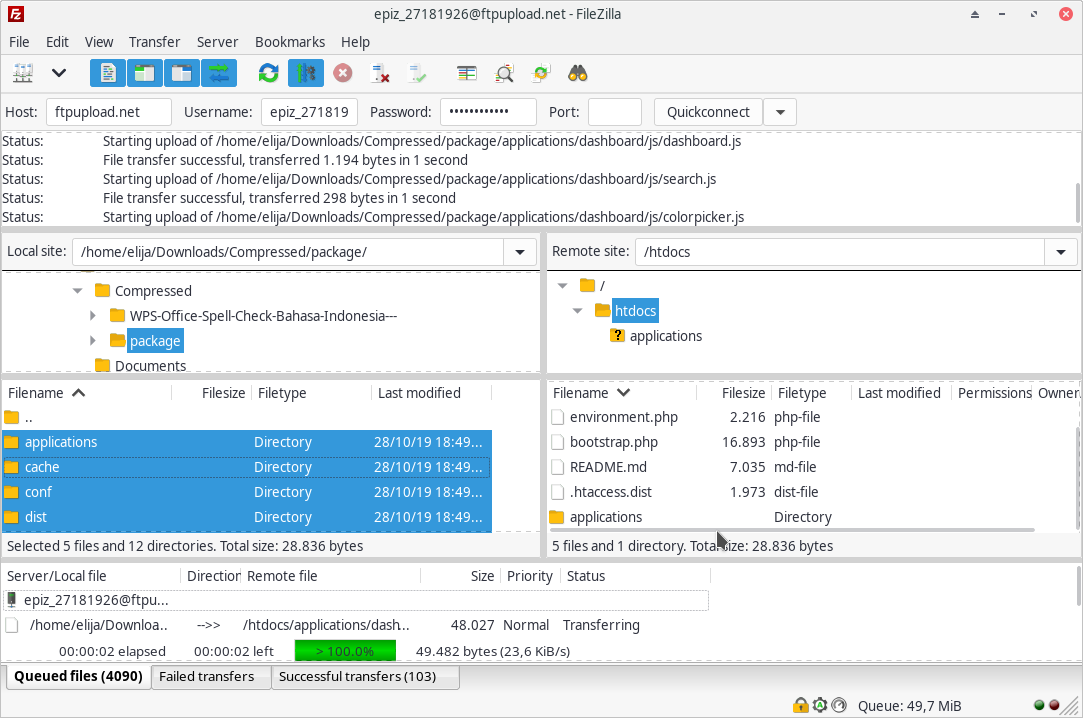 epiz_27181926@ftpupload.net - FileZilla
File Edit View Transfer Server Bookmarks Help
Host: ftpupload.net Username: epiz_271819 Password: •••••••••••• Port: Quickconnect
Status: Starting upload of /home/elija/Downloads/Compressed/package/applications/dashboard/js/dashboard.js
Status: File transfer successful, transferred 1.194 bytes in 1 second
Status: Starting upload of /home/elija/Downloads/Compressed/package/applications/dashboard/js/search.js
Status: File transfer successful, transferred 298 bytes in 1 second
Status: Starting upload of /home/elija/Downloads/Compressed/package/applications/dashboard/js/colorpicker.js
Local site: /home/elija/Downloads/Compressed/package/
Compressed
WPS-Office-Spell-Check-Bahasa-Indonesia---
package
Documents
Remote site: /htdocs
/
htdocs
? applications
Filename Filesize Filetype Last modified
..
applications Directory 28/10/19 18:49...
cache Directory 28/10/19 18:49...
conf Directory 28/10/19 18:49...
dist Directory 28/10/19 18:49...
Selected 5 files and 12 directories. Total size: 28.836 bytes
Filename Filesize Filetype Last modified Permissions Owner
environment.php 2.216 php-file
bootstrap.php 16.893 php-file
README.md 7.035 md-file
.htaccess.dist 1.973 dist-file
applications Directory
5 files and 1 directory. Total size: 28.836 bytes
Server/Local file Direction Remote file Size Priority Status
epiz_27181926@ftpu...
/home/elija/Downloa.. -->> /htdocs/applications/dash... 48.027 Normal Transferring
00:00:02 elapsed 00:00:02 left > 100.0% 49.482 bytes (23,6 KiB/s)
Queued files (4090) Failed transfers Successful transfers (103)
Queue: 49,7 MiB